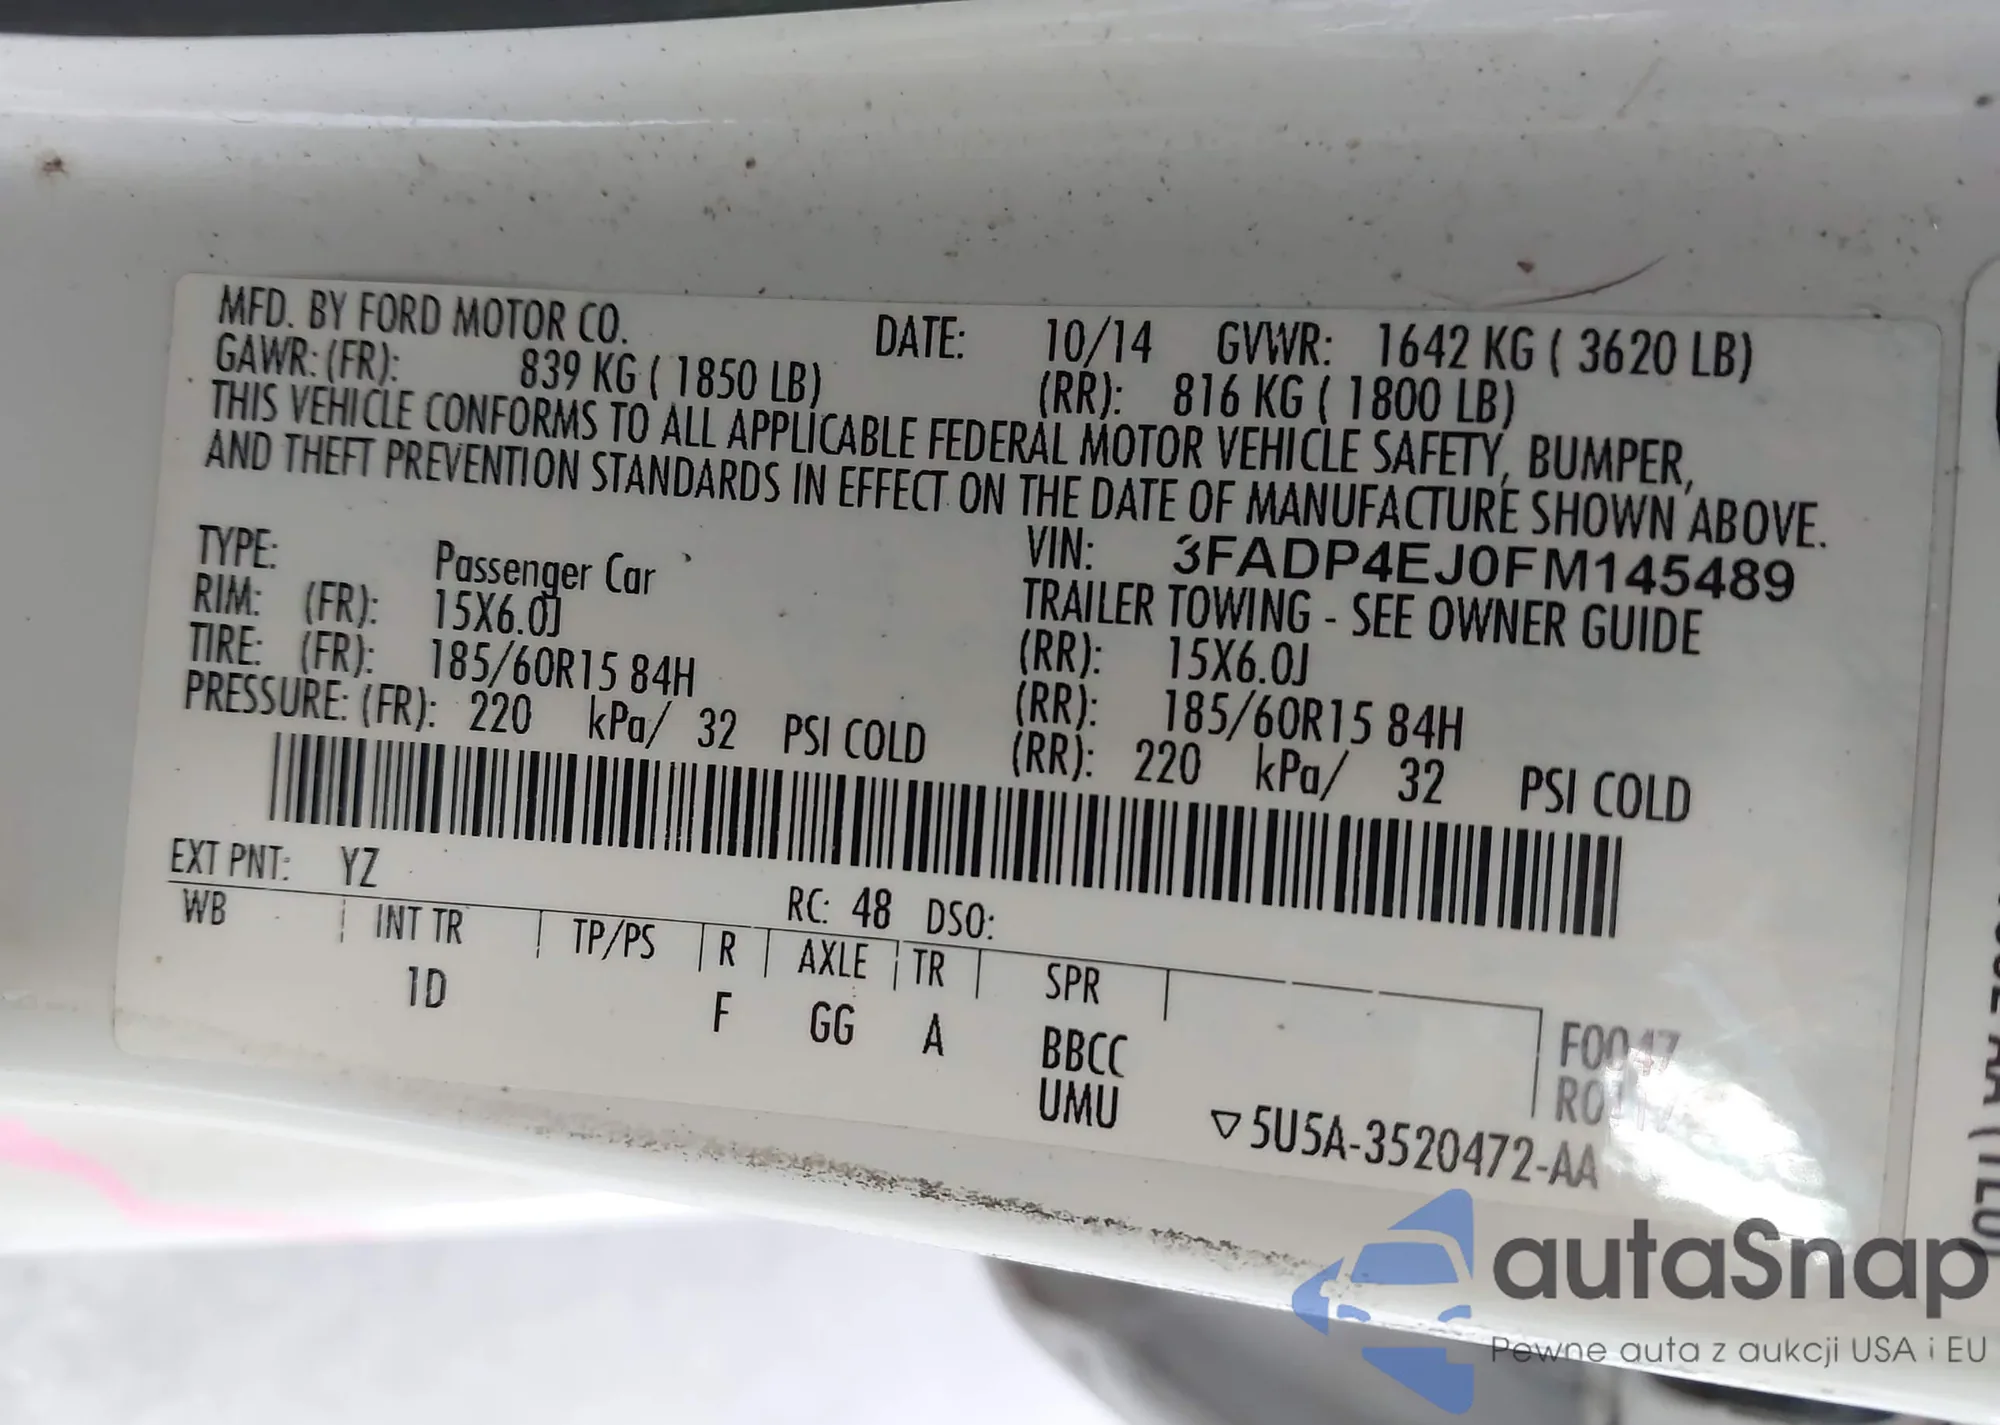 MFD. BY FORD MOTOR CO. DATE: 10/14 GVWR: 1642 KG ( 3620 LB)
GAWR: (FR): 839 KG ( 1850 LB) (RR): 816 KG ( 1800 LB)
THIS VEHICLE CONFORMS TO ALL APPLICABLE FEDERAL MOTOR VEHICLE SAFETY, BUMPER,
AND THEFT PREVENTION STANDARDS IN EFFECT ON THE DATE OF MANUFACTURE SHOWN ABOVE.
VIN: 3FADP4EJ0FM145489
TYPE: Passenger Car TRAILER TOWING - SEE OWNER GUIDE
RIM: (FR): 15X6.0J (RR): 15X6.0J
TIRE: (FR): 185/60R15 84H (RR): 185/60R15 84H
PRESSURE: (FR): 220 kPa/ 32 PSI COLD (RR): 220 kPa/ 32 PSI COLD
EXT PNT: YZ RC: 48 DSO:
WB INT TR TP/PS R AXLE TR SPR
1D F GG A BBCC F0047
UMU
▽5U5A-3520472-AA
autaSnap
Pewne auta z aukcji USA i EU